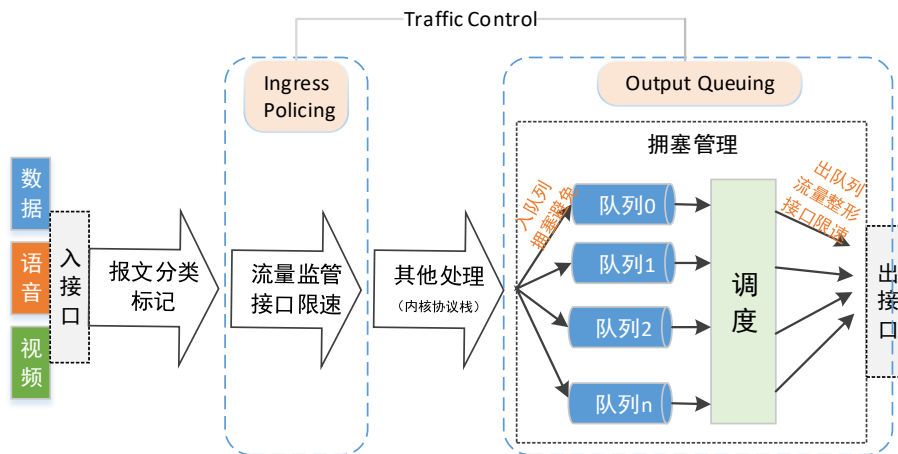 Traffic Control
Ingress
Policing
Output Queuing
数
据
语
音
视
频
入
接
口
报文分类
标记
流量监管
接口限速
其他处理
（内核协议栈）
拥塞管理
入队列
拥塞避免
队列0
队列1
队列2
队列n
调
度
出队列
流量整形
接口限速
出
接
口